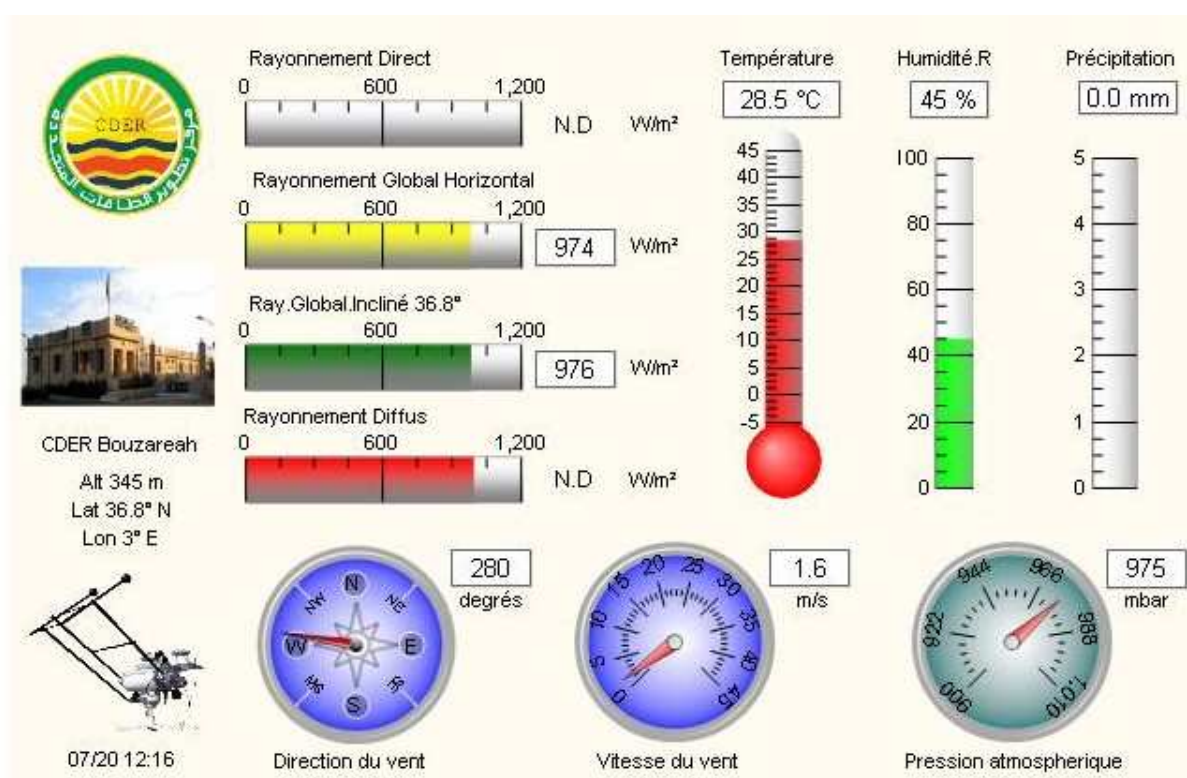 CDER
مركز تطوير الطاقات المتجددة
CDER Bouzareah
Alt 345 m
Lat 36.8° N
Lon 3° E
07/20 12:16
Rayonnement Direct
0 600 1,200
N.D W/m²
Rayonnement Global Horizontal
0 600 1,200
974 W/m²
Ray.Global.Incliné 36.8°
0 600 1,200
976 W/m²
Rayonnement Diffus
0 600 1,200
N.D W/m²
Température
28.5 °C
45
40
35
30
25
20
15
10
5
0
-5
Humidité.R
45 %
100
80
60
40
20
0
Précipitation
0.0 mm
5
4
3
2
1
0
N
NE
E
SE
S
SW
W
NW
280
degrés
Direction du vent
0 5 10 15 20 25 30 35 40 45
1.6
m/s
Vitesse du vent
900 922 944 966 988 1,010
975
mbar
Pression atmospherique